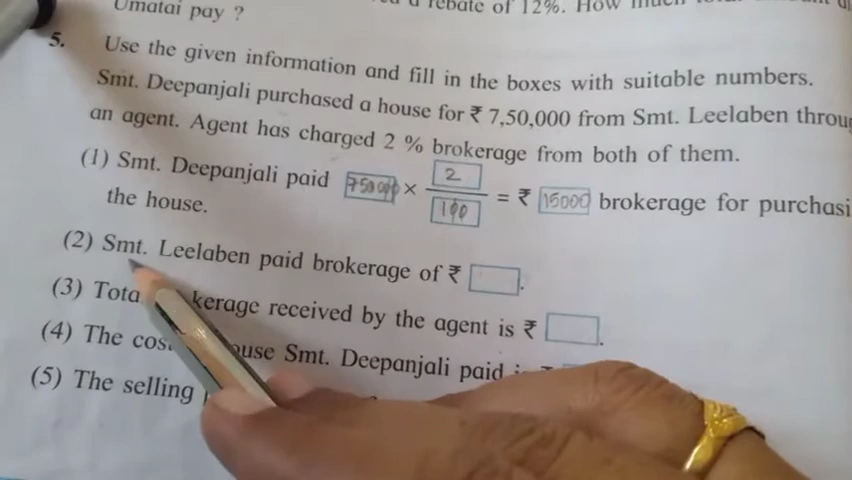 Umatai pay ?
rebate of 12%. How
5. Use the given information and fill in the boxes with suitable numbers.
Smt. Deepanjali purchased a house for ₹ 7,50,000 from Smt. Leelaben throug
an agent. Agent has charged 2 % brokerage from both of them.
(1) Smt. Deepanjali paid 750000 × 2/100 = ₹ 15000 brokerage for purchasi
the house.
(2) Smt. Leelaben paid brokerage of ₹ .
(3) Tota kerage received by the agent is ₹ .
(4) The cos ouse Smt. Deepanjali paid
(5) The selling